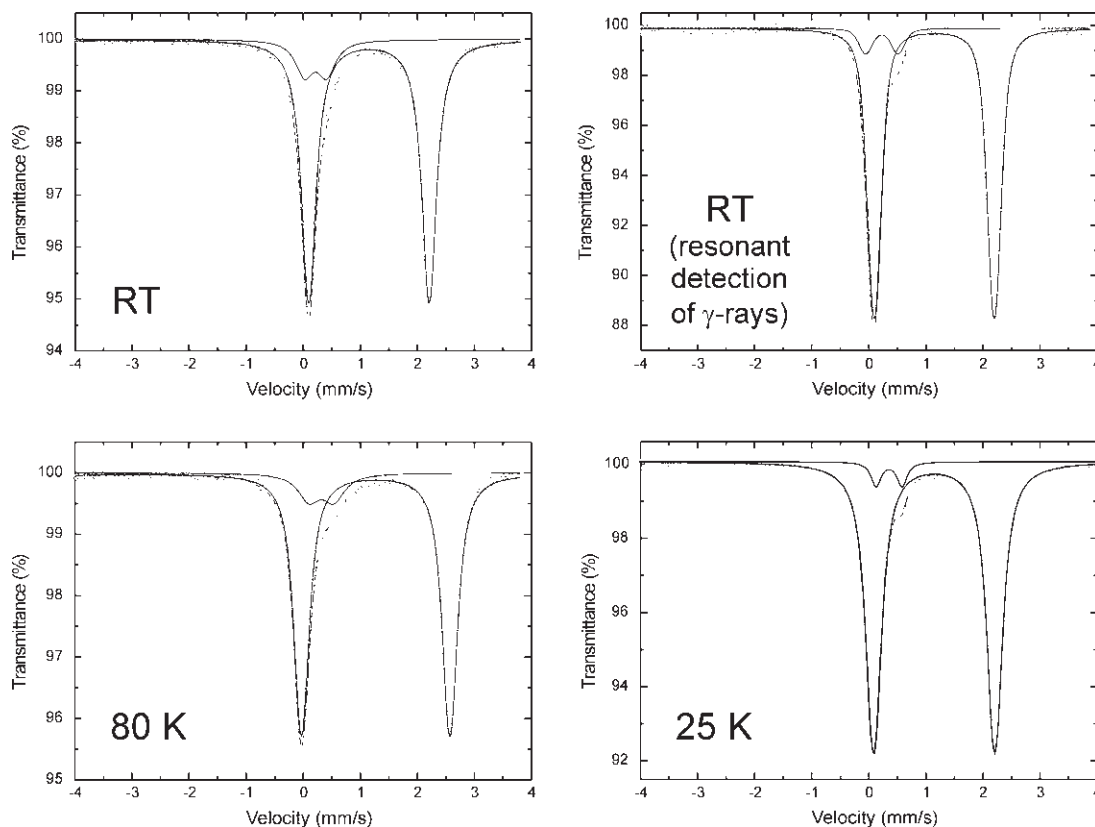 100
99
98
97
96
95
94
Transmittance (%)
RT
-4 -3 -2 -1 0 1 2 3 4
Velocity (mm/s)
100
98
96
94
92
90
88
Transmittance (%)
RT
(resonant
detection
of γ-rays)
-4 -3 -2 -1 0 1 2 3 4
Velocity (mm/s)
100
99
98
97
96
95
Transmittance (%)
80 K
-4 -3 -2 -1 0 1 2 3 4
Velocity (mm/s)
100
98
96
94
92
Transmittance (%)
25 K
-4 -3 -2 -1 0 1 2 3 4
Velocity (mm/s)